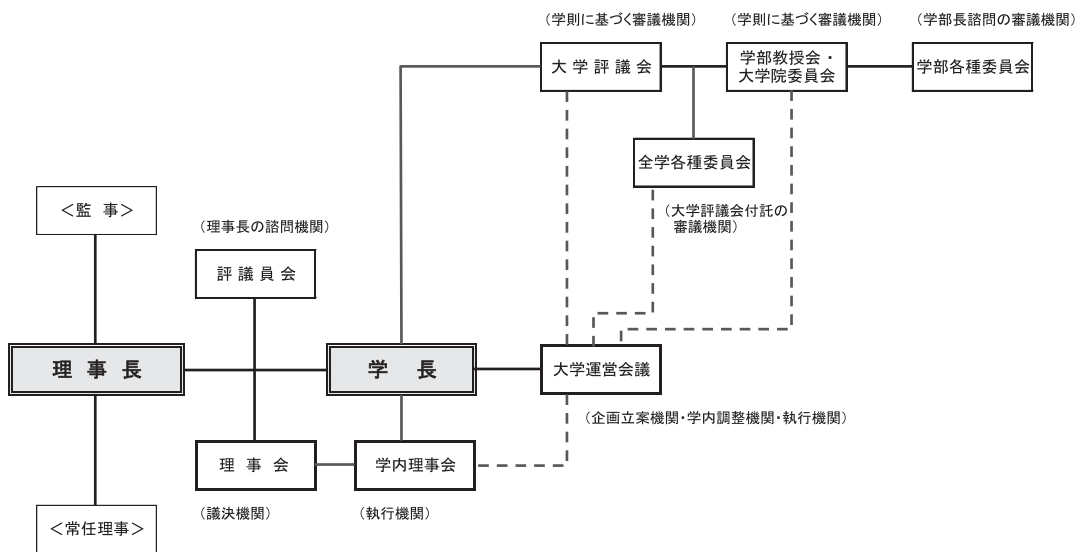 （学則に基づく審議機関）
（学則に基づく審議機関）
（学部長諮問の審議機関）
大学評議会
学部教授会・
大学院委員会
学部各種委員会
全学各種委員会
（大学評議会付託の
審議機関）
＜監 事＞
（理事長の諮問機関）
評議員会
理 事 長
学 長
大学運営会議
（企画立案機関・学内調整機関・執行機関）
理 事 会
学内理事会
（議決機関）
（執行機関）
＜常任理事＞